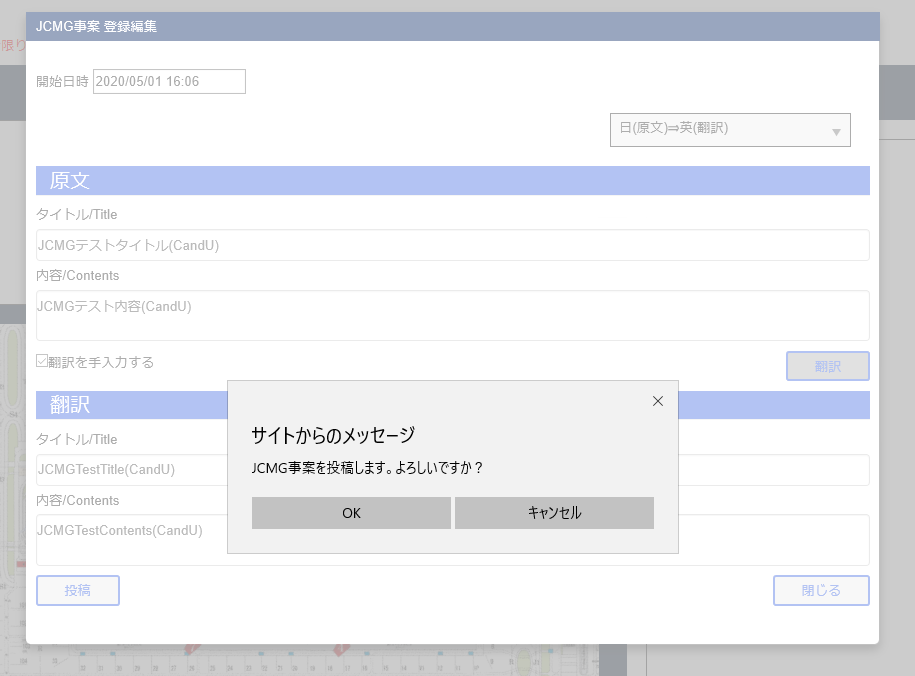 JCMG事案 登録編集
限り
開始日時 2020/05/01 16:06
日(原文)⇒英(翻訳)
原文
タイトル/Title
JCMGテストタイトル(CandU)
内容/Contents
JCMGテスト内容(CandU)
翻訳を手入力する
翻訳
翻訳
タイトル/Title
JCMGTestTitle(CandU)
内容/Contents
JCMGTestContents(CandU)
サイトからのメッセージ
JCMG事案を投稿します。よろしいですか？
OK キャンセル
投稿 閉じる